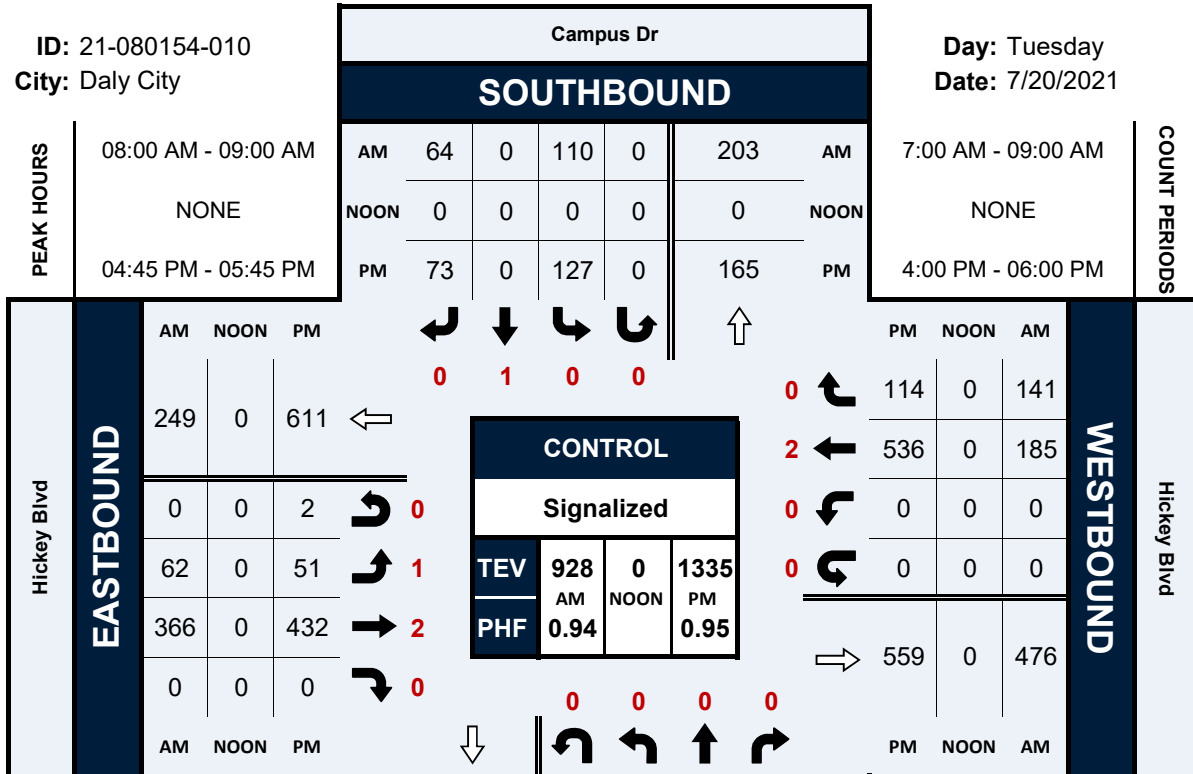 ID: 21-080154-010
City: Daly City
Campus Dr
SOUTHBOUND
Day: Tuesday
Date: 7/20/2021
PEAK HOURS
08:00 AM - 09:00 AM
NONE
04:45 PM - 05:45 PM
AM 64 0 110 0 203 AM
NOON 0 0 0 0 0 NOON
PM 73 0 127 0 165 PM
7:00 AM - 09:00 AM
NONE
4:00 PM - 06:00 PM
COUNT PERIODS
0 1 0 0
Hickey Blvd
EASTBOUND
AM NOON PM
249 0 611
0 0 2 0
62 0 51 1
366 0 432 2
0 0 0 0
AM NOON PM
CONTROL
Signalized
TEV 928 0 1335
AM NOON PM
PHF 0.94 0.95
PM NOON AM
0 114 0 141
2 536 0 185
0 0 0 0
0 0 0 0
559 0 476
PM NOON AM
WESTBOUND
Hickey Blvd
0 0 0 0